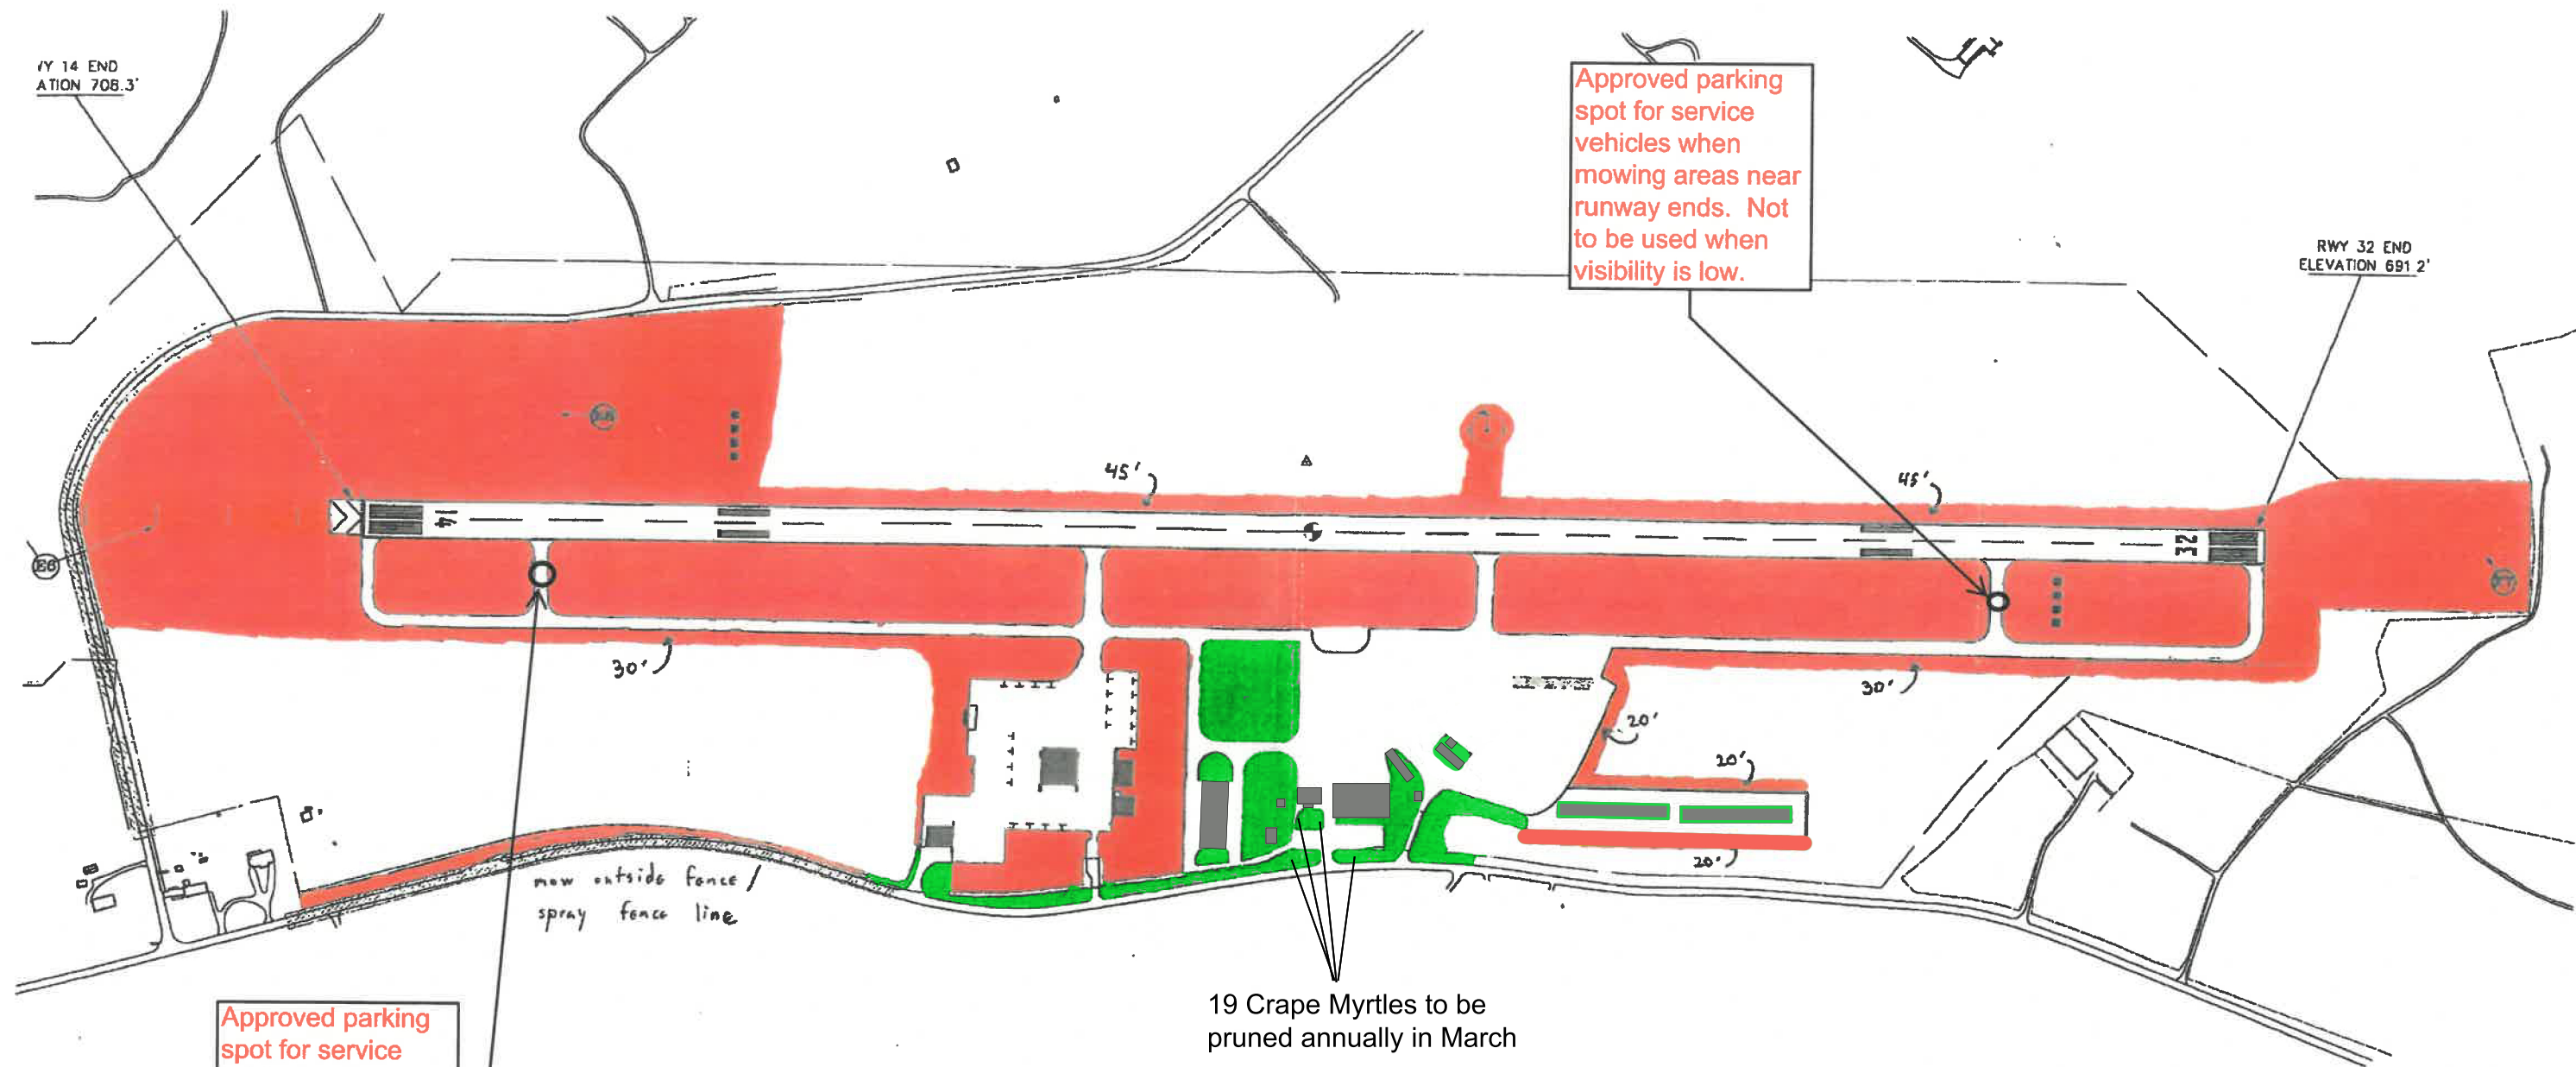 /Y 14 END
ATION 708.3'
Approved parking
spot for service
vehicles when
mowing areas near
runway ends.  Not
to be used when
visibility is low.
RWY 32 END
ELEVATION 691 2'
45'
45'
14
32
E6
30'
30'
20'
20'
20'
mow outside fence /
spray fence line
19 Crape Myrtles to be
pruned annually in March
Approved parking
spot for service